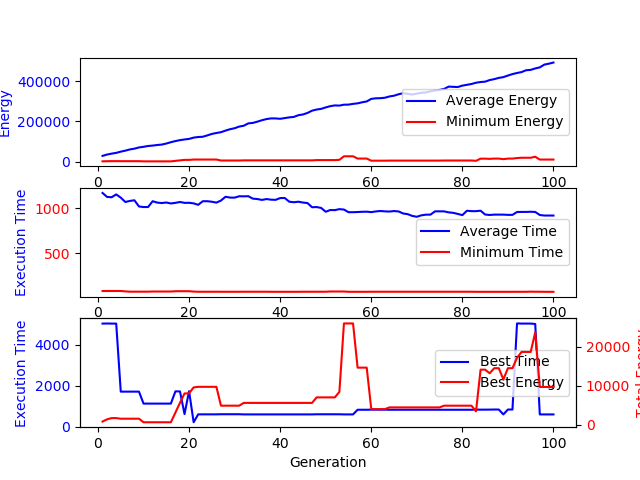 Energy
400000
200000
0
Average Energy
Minimum Energy
0 20 40 60 80 100
Execution Time
1000
500
Average Time
Minimum Time
0 20 40 60 80 100
Execution Time
4000
2000
0
Best Time
Best Energy
20000
10000
0
Total Energy
0 20 40 60 80 100
Generation